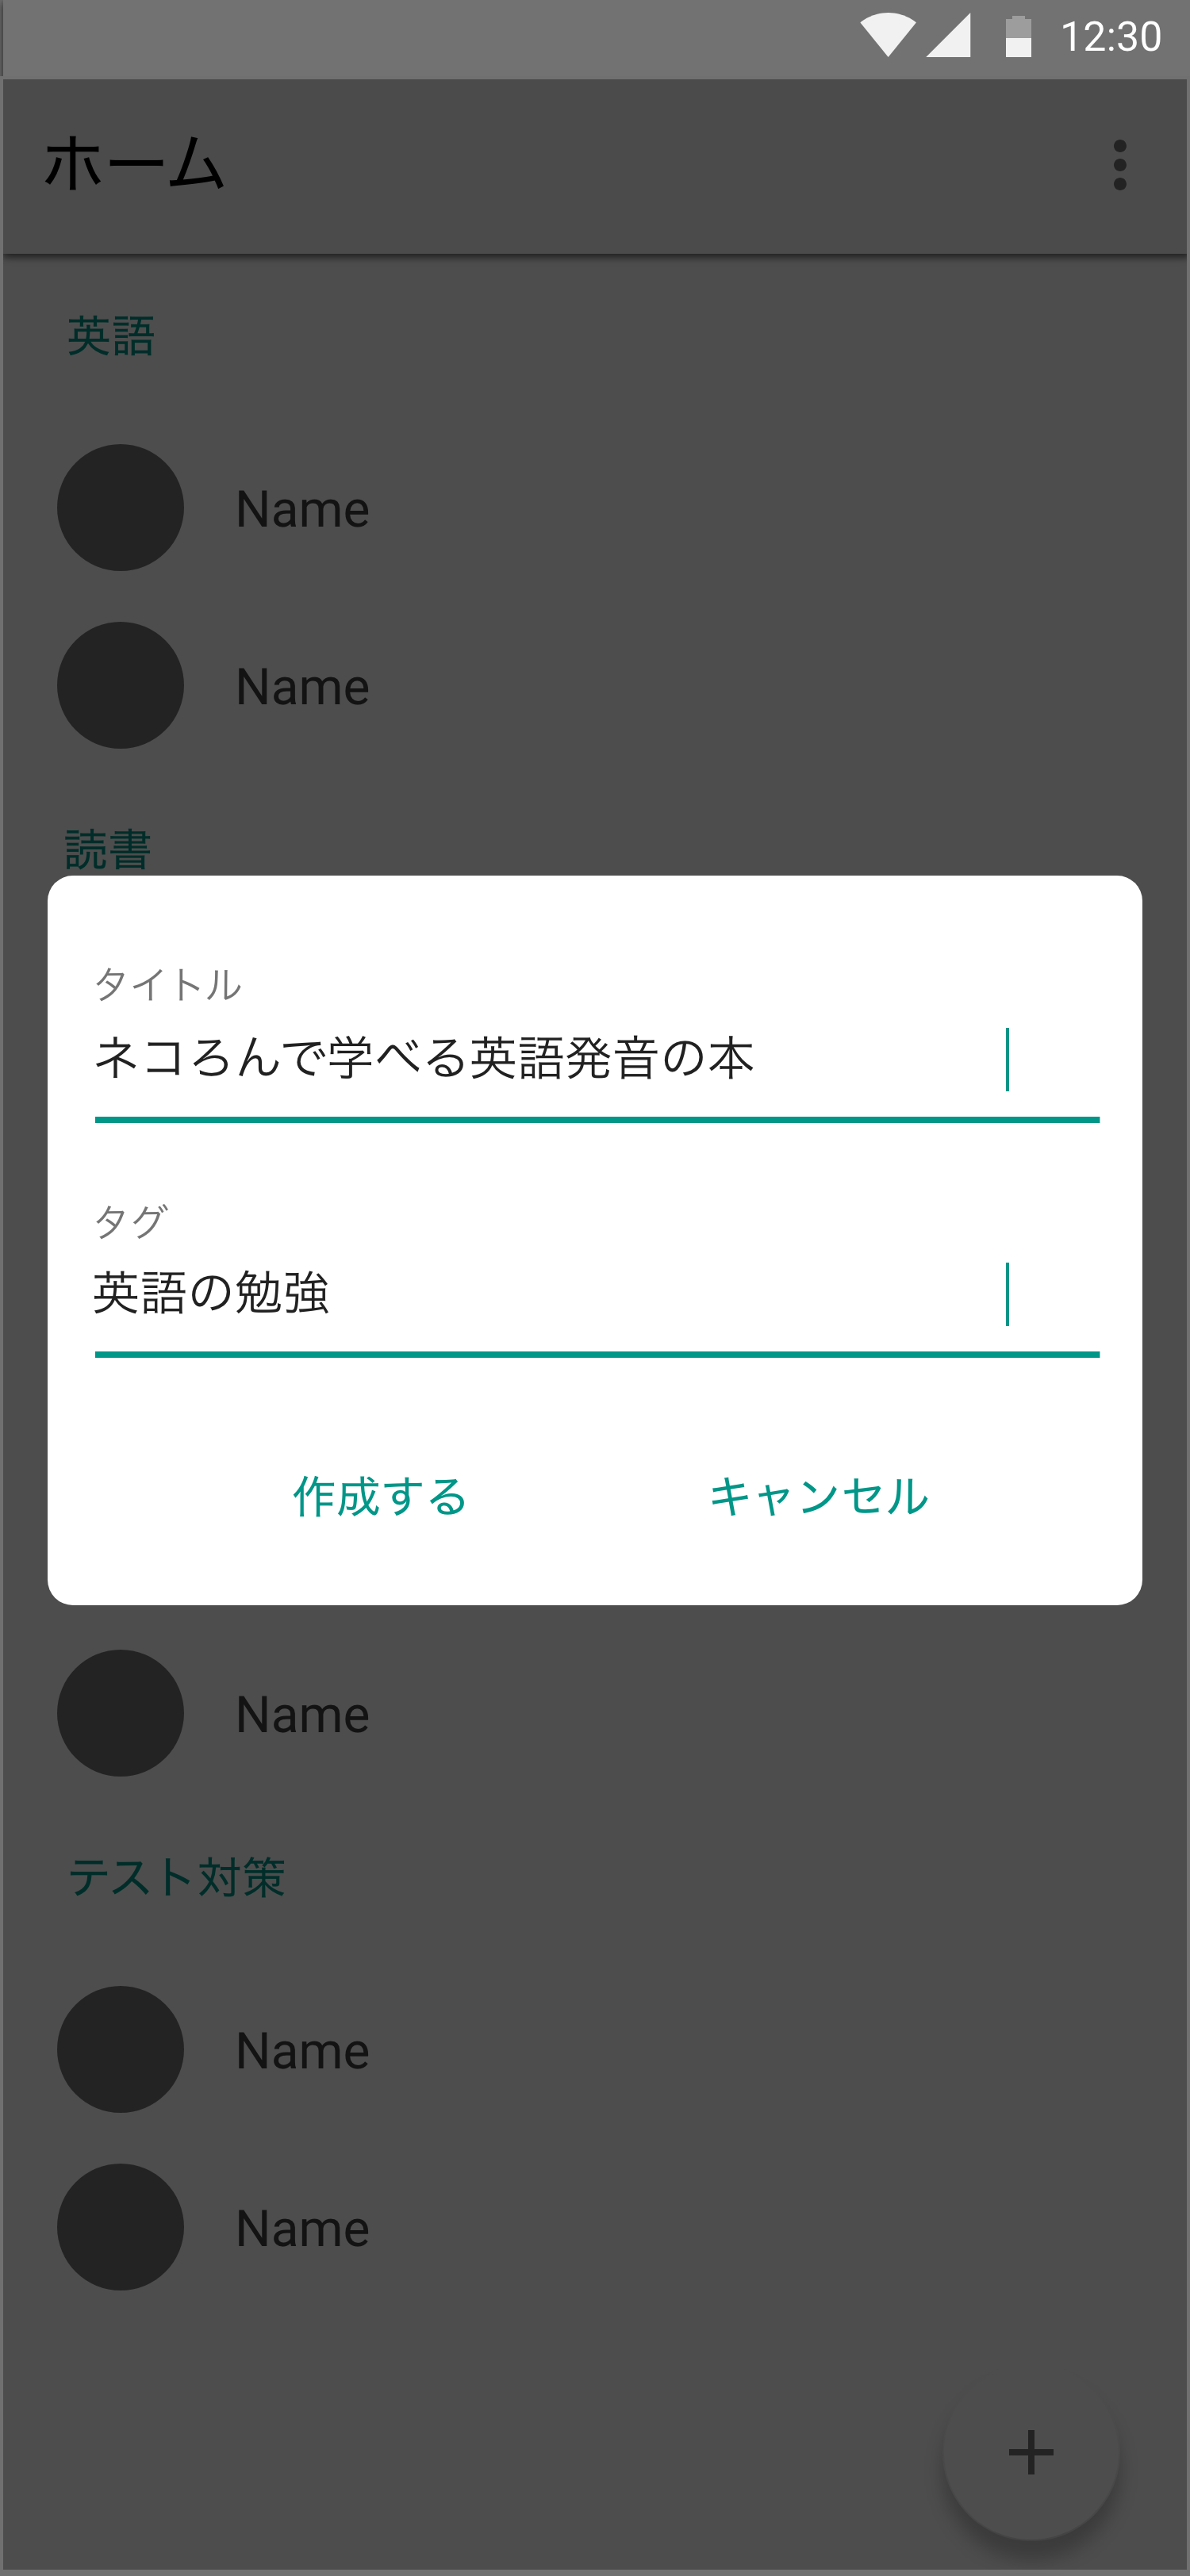 12:30
ホーム
英語
Name
Name
読書
タイトル
ネコろんで学べる英語発音の本
タグ
英語の勉強
作成する キャンセル
Name
テスト対策
Name
Name